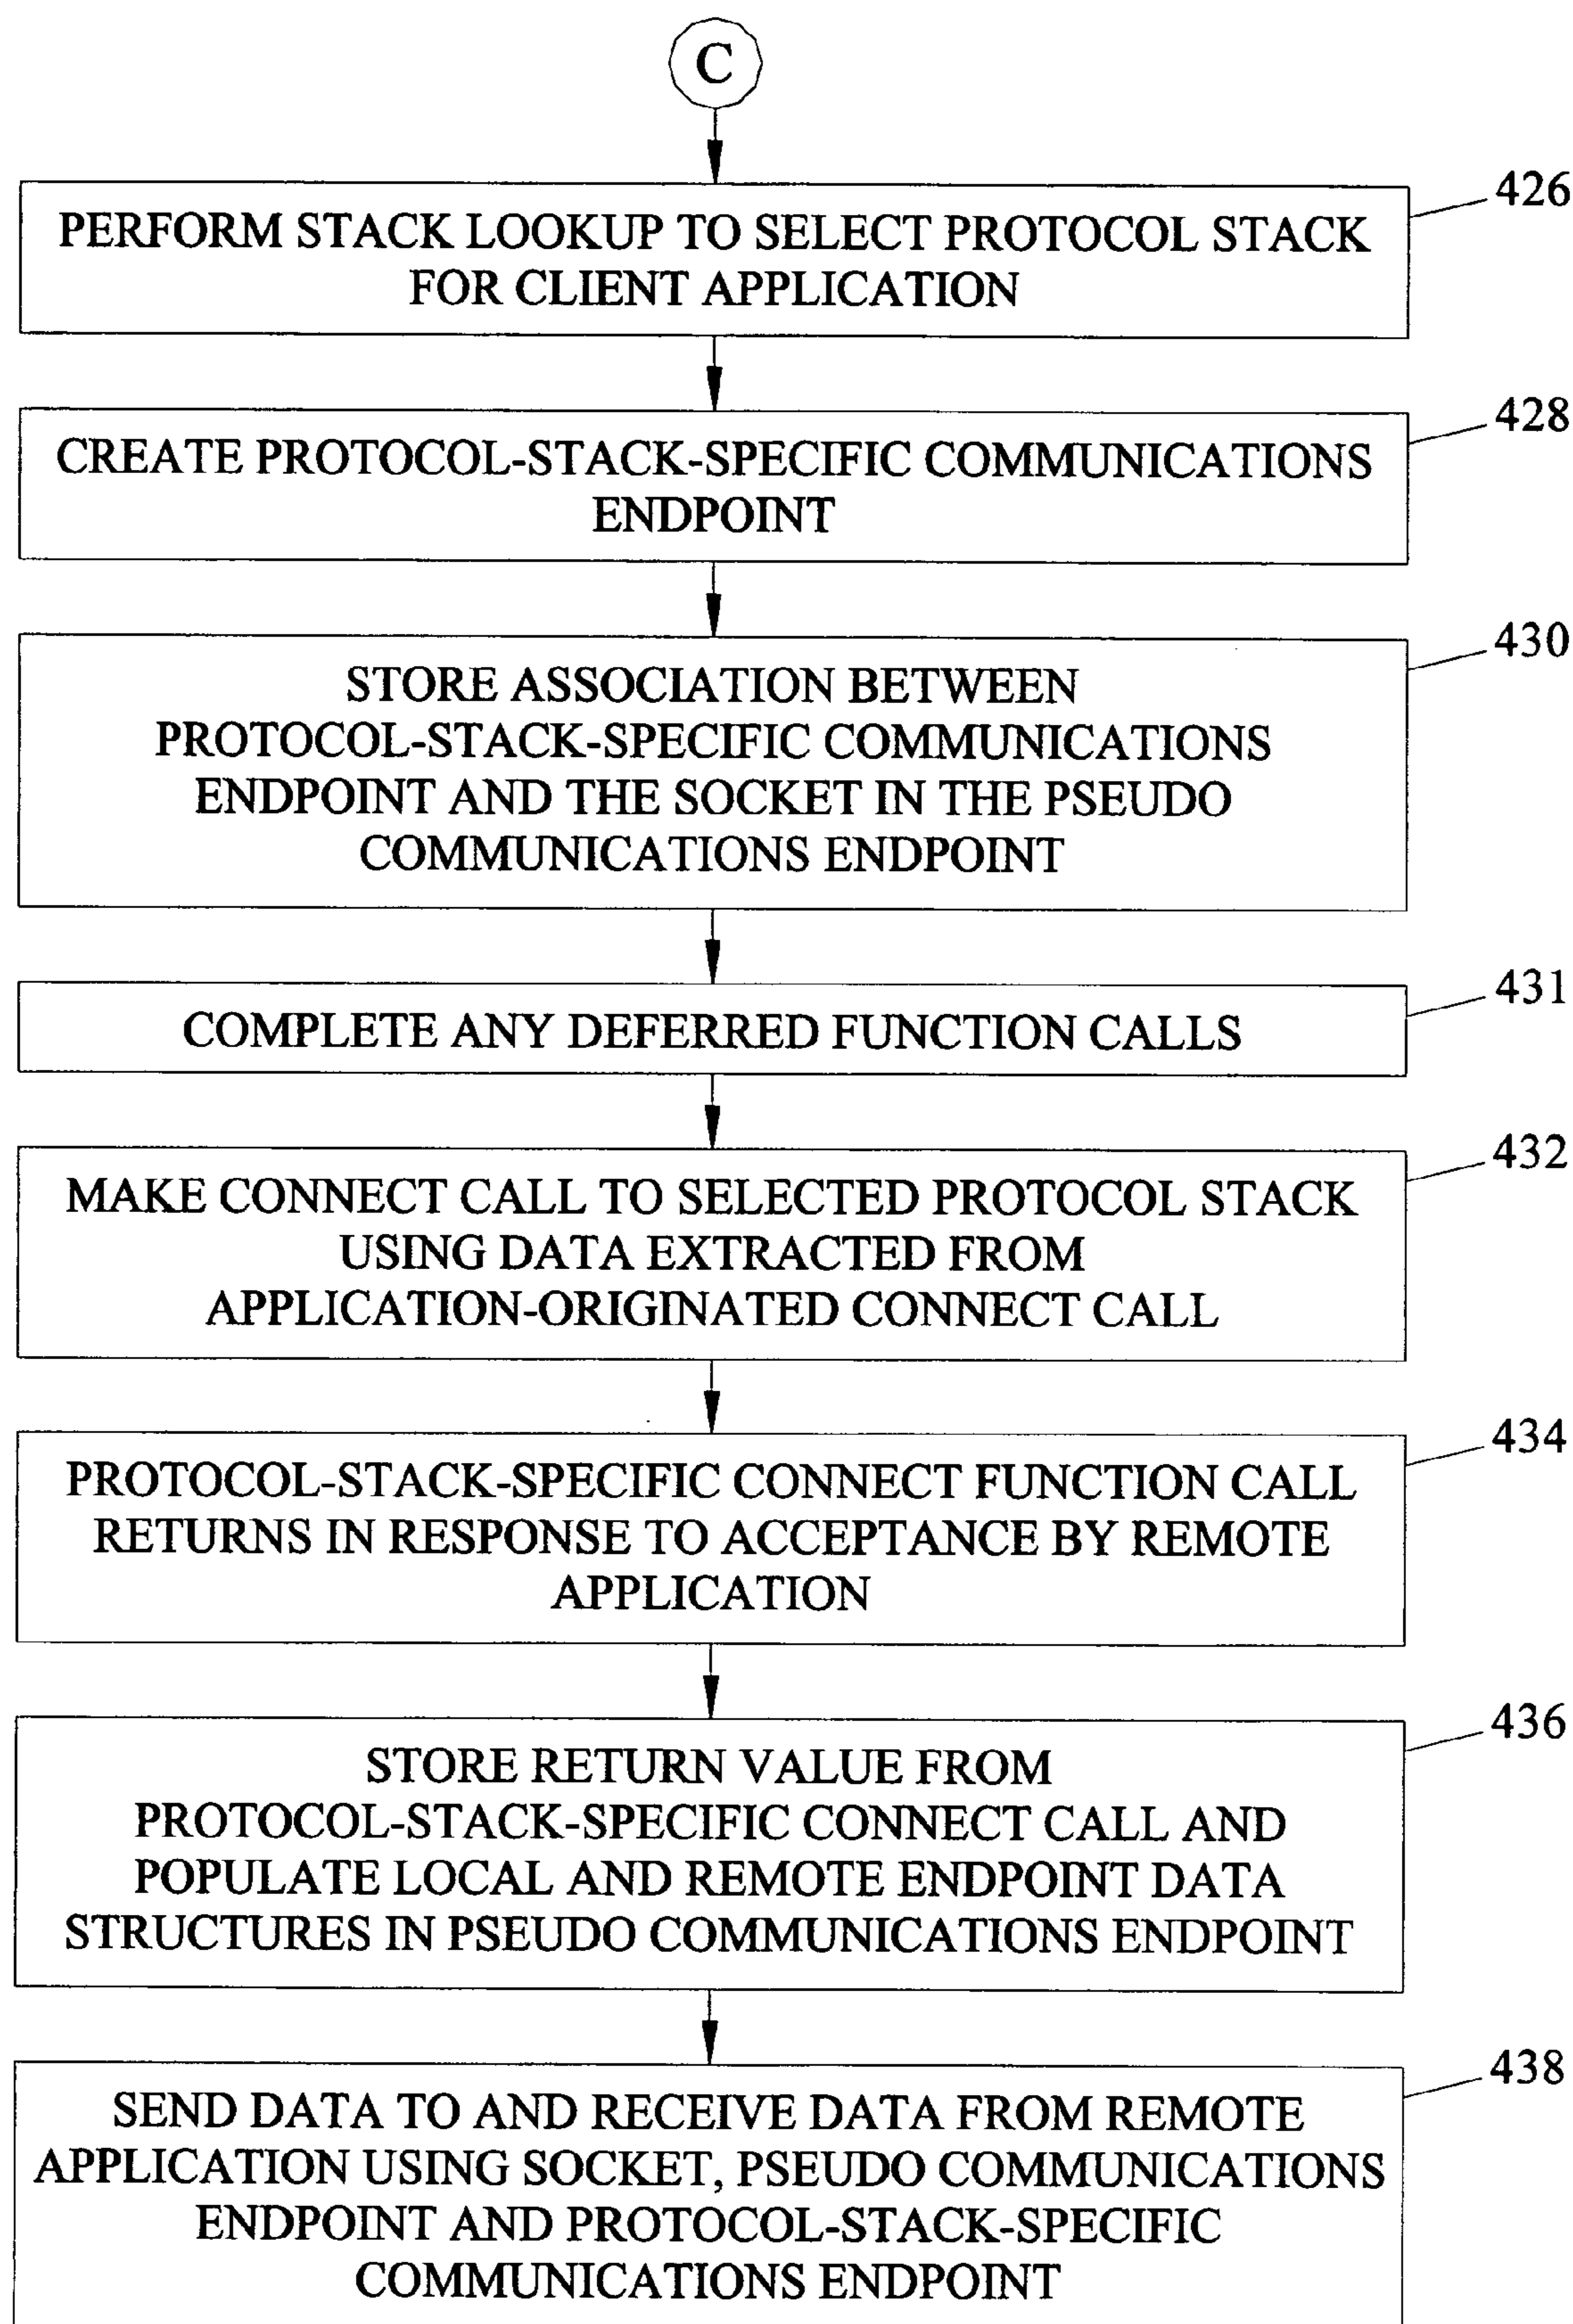 C
426
PERFORM STACK LOOKUP TO SELECT PROTOCOL STACK
FOR CLIENT APPLICATION
428
CREATE PROTOCOL-STACK-SPECIFIC COMMUNICATIONS
ENDPOINT
430
STORE ASSOCIATION BETWEEN
PROTOCOL-STACK-SPECIFIC COMMUNICATIONS
ENDPOINT AND THE SOCKET IN THE PSEUDO
COMMUNICATIONS ENDPOINT
431
COMPLETE ANY DEFERRED FUNCTION CALLS
432
MAKE CONNECT CALL TO SELECTED PROTOCOL STACK
USING DATA EXTRACTED FROM
APPLICATION-ORIGINATED CONNECT CALL
434
PROTOCOL-STACK-SPECIFIC CONNECT FUNCTION CALL
RETURNS IN RESPONSE TO ACCEPTANCE BY REMOTE
APPLICATION
436
STORE RETURN VALUE FROM
PROTOCOL-STACK-SPECIFIC CONNECT CALL AND
POPULATE LOCAL AND REMOTE ENDPOINT DATA
STRUCTURES IN PSEUDO COMMUNICATIONS ENDPOINT
438
SEND DATA TO AND RECEIVE DATA FROM REMOTE
APPLICATION USING SOCKET, PSEUDO COMMUNICATIONS
ENDPOINT AND PROTOCOL-STACK-SPECIFIC
COMMUNICATIONS ENDPOINT